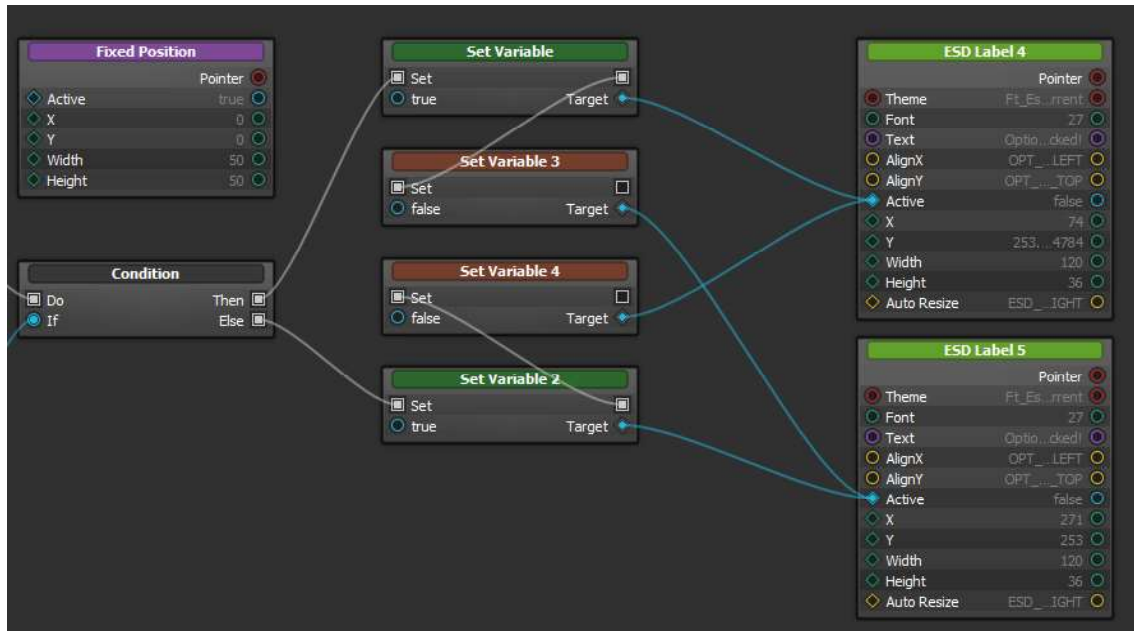 Fixed Position
Pointer
Active true
X 0
Y 0
Width 50
Height 50
Condition
Do Then
If Else
Set Variable
Set
true Target
Set Variable 3
Set
false Target
Set Variable 4
Set
false Target
Set Variable 2
Set
true Target
ESD Label 4
Pointer
Theme Ft_Es...rrent
Font 27
Text Optio...cked!
AlignX OPT_...LEFT
AlignY OPT_..._TOP
Active false
X 74
Y 253...4784
Width 120
Height 36
Auto Resize ESD_...IGHT
ESD Label 5
Pointer
Theme Ft_Es...rrent
Font 27
Text Optio...cked!
AlignX OPT_...LEFT
AlignY OPT_..._TOP
Active false
X 271
Y 253
Width 120
Height 36
Auto Resize ESD_...IGHT